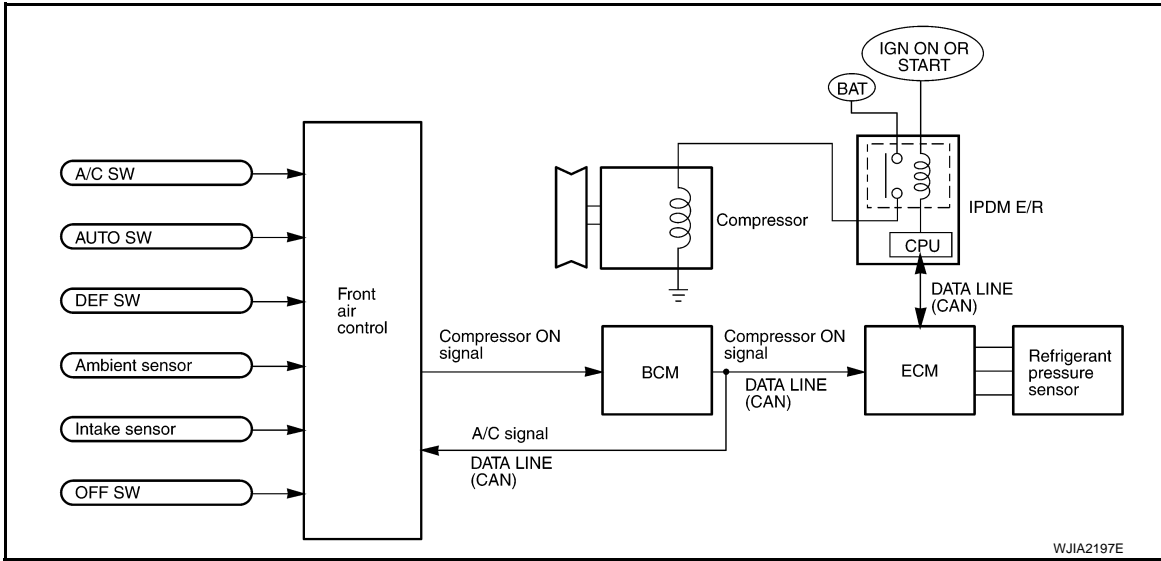 IGN ON OR
START
BAT
A/C SW
AUTO SW
DEF SW
Ambient sensor
Intake sensor
OFF SW
Front
air
control
Compressor
IPDM E/R
CPU
DATA LINE
(CAN)
Compressor ON
signal
BCM
Compressor ON
signal
DATA LINE
(CAN)
ECM
Refrigerant
pressure
sensor
A/C signal
DATA LINE
(CAN)
WJIA2197E